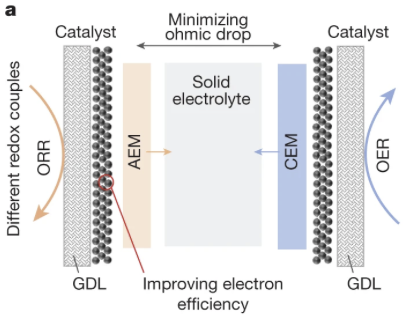 a
Catalyst
Minimizing
ohmic drop
Catalyst
Different redox couples
ORR
AEM
Solid
electrolyte
CEM
OER
GDL
Improving electron
efficiency
GDL